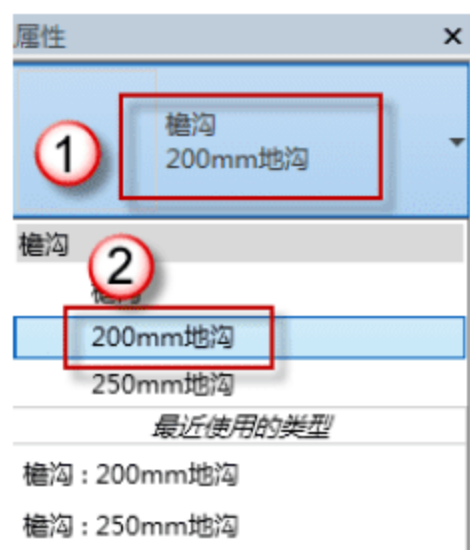 属性 ×
檐沟
200mm地沟
1
檐沟
2
200mm地沟
250mm地沟
最近使用的类型
檐沟 : 200mm地沟
檐沟 : 250mm地沟